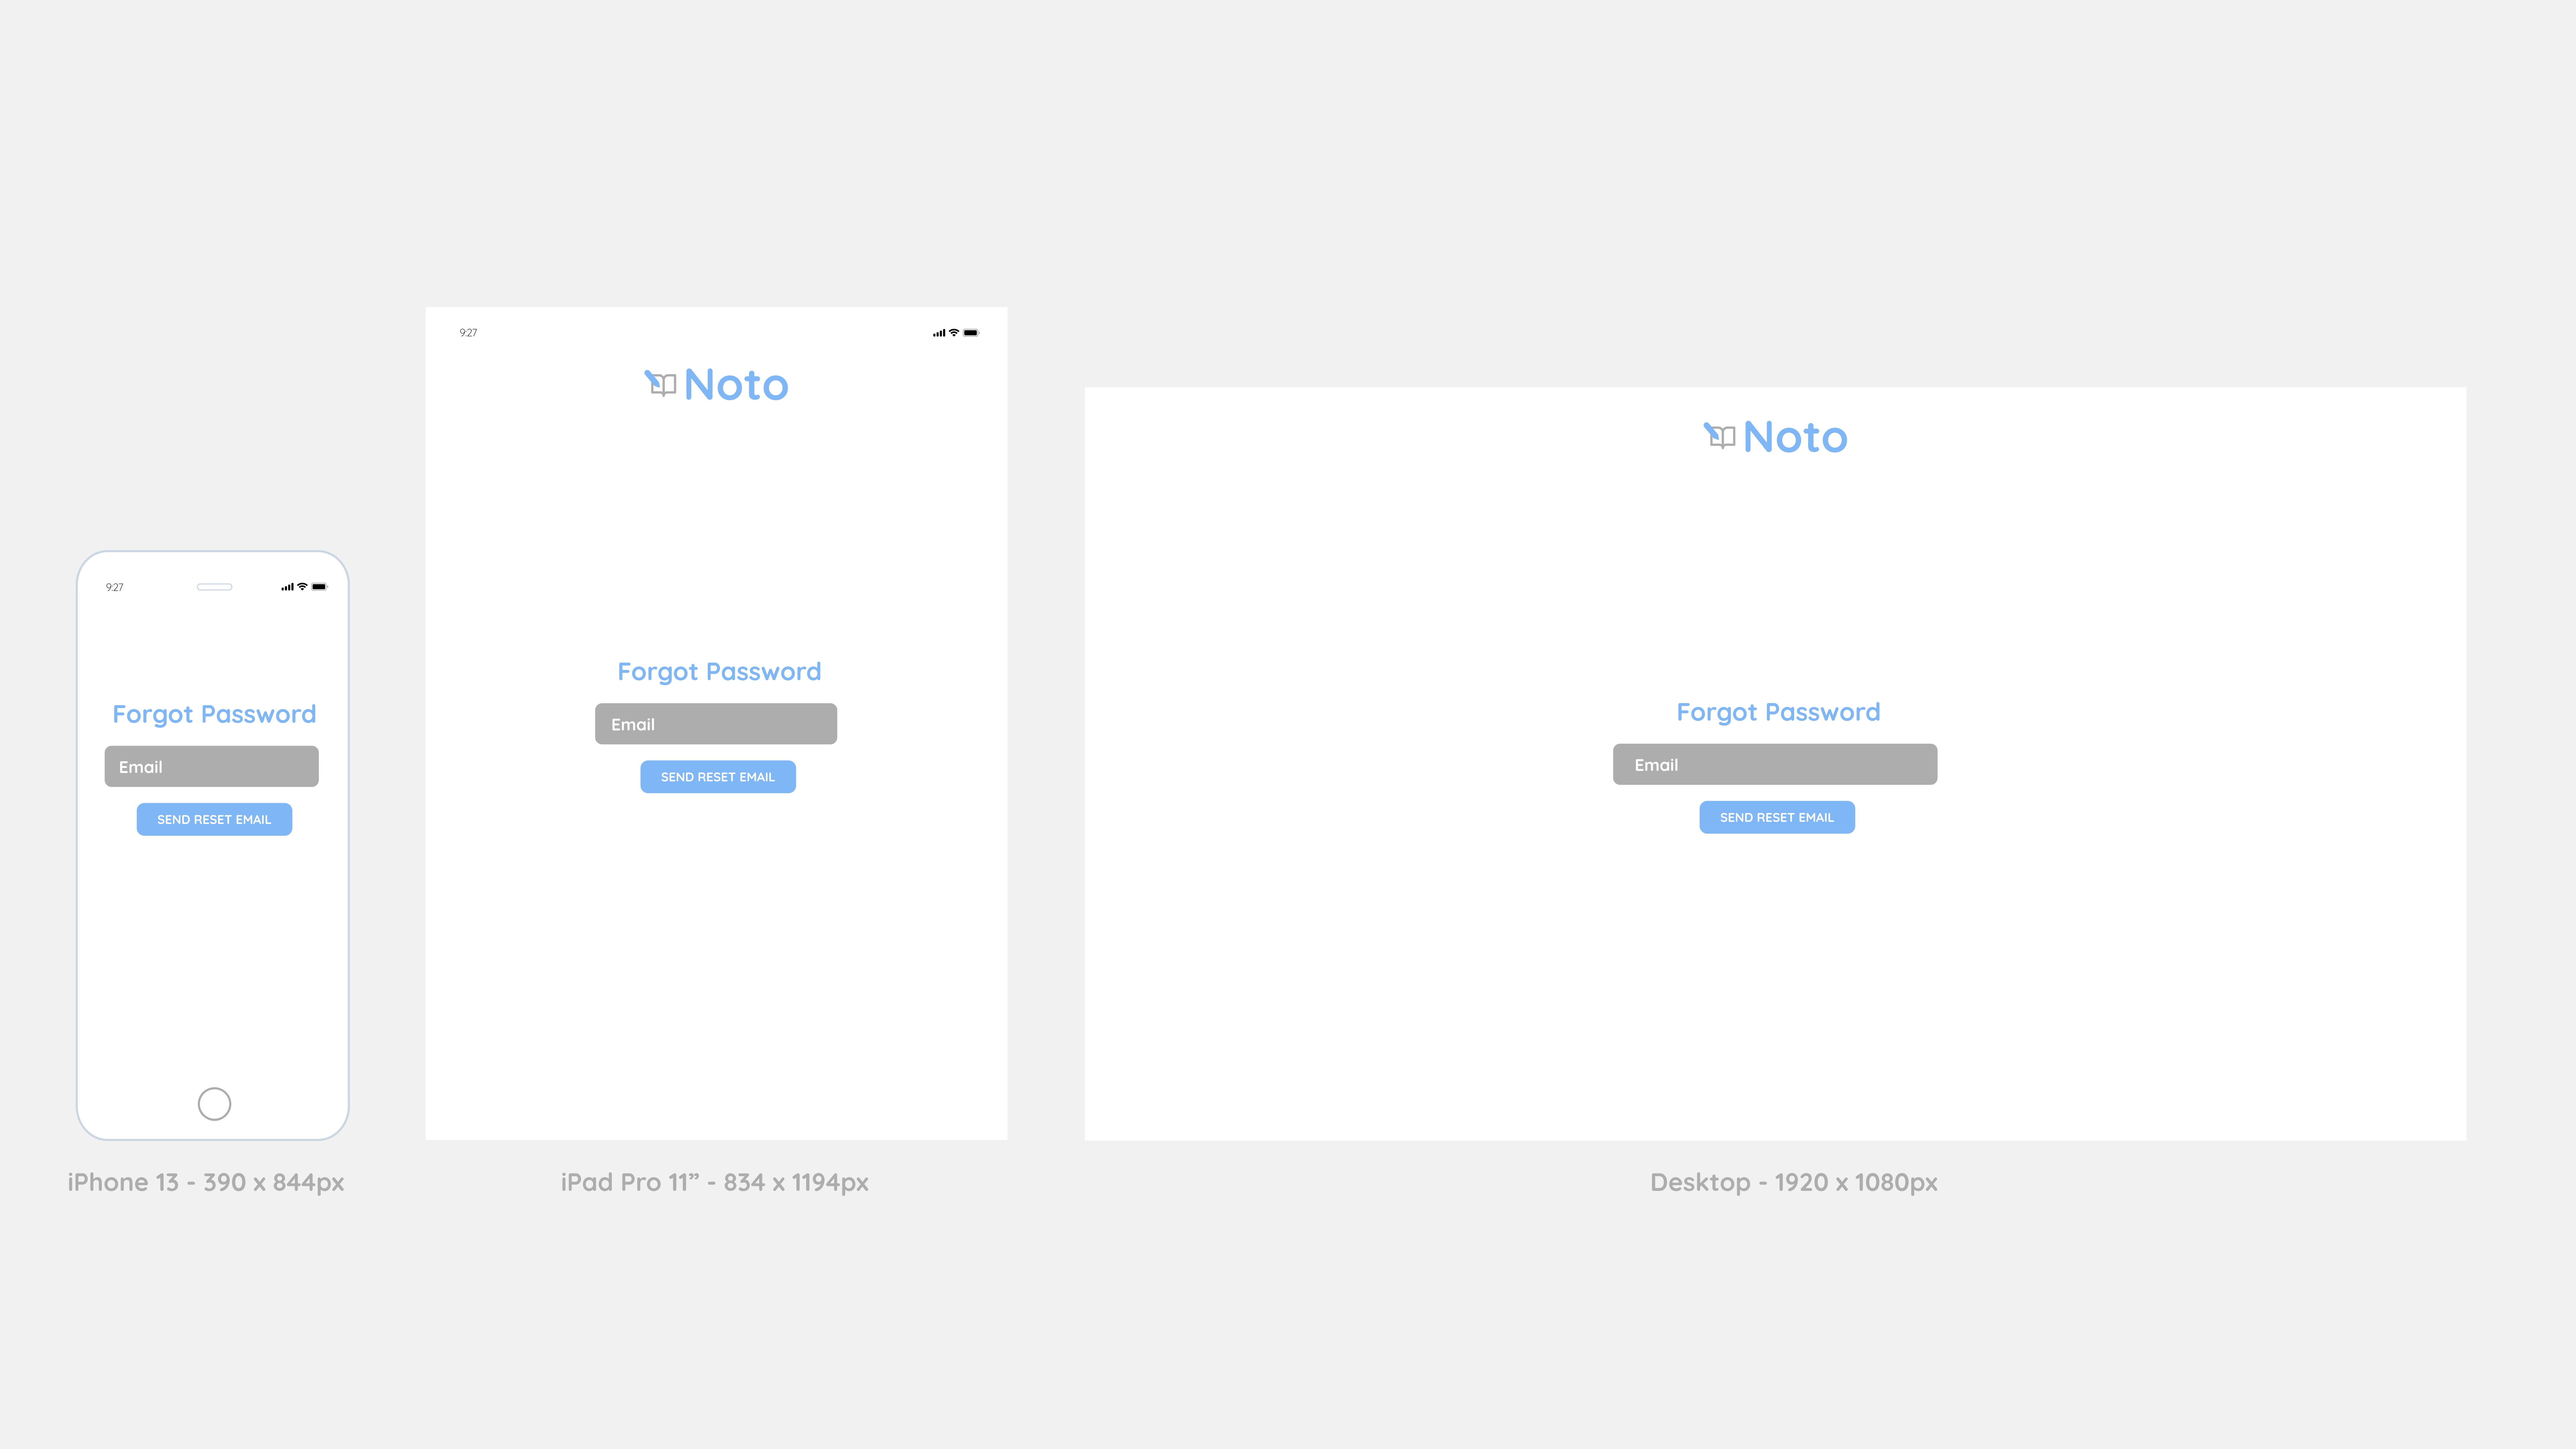 9:27
Forgot Password
Email
SEND RESET EMAIL
iPhone 13 - 390 x 844px
9:27
Noto
Forgot Password
Email
SEND RESET EMAIL
iPad Pro 11” - 834 x 1194px
Noto
Forgot Password
Email
SEND RESET EMAIL
Desktop - 1920 x 1080px